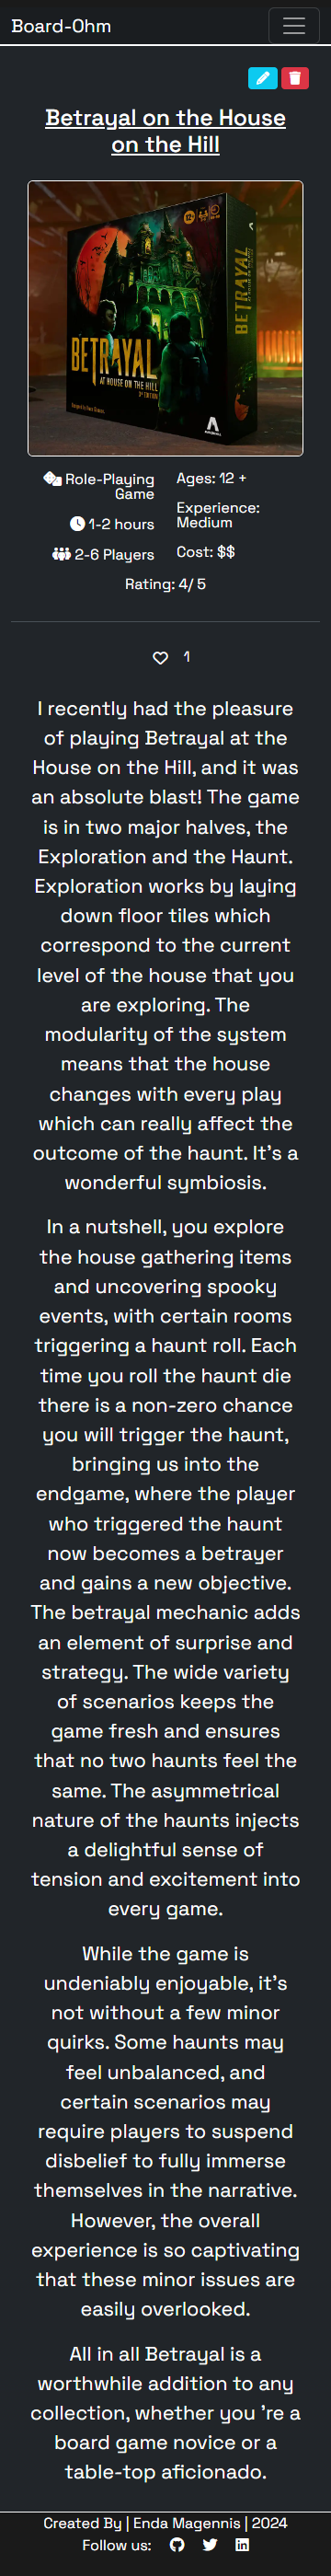 Board-Ohm
Betrayal on the House
on the Hill
12+
BETRAYAL
AT HOUSE ON THE HILL
3rd EDITION
BETRAYAL
AT HOUSE ON THE HILL
Role-Playing
Game
1-2 hours
2-6 Players
Ages: 12 +
Experience:
Medium
Cost: $$
Rating: 4/ 5
1
I recently had the pleasure
of playing Betrayal at the
House on the Hill, and it was
an absolute blast! The game
is in two major halves, the
Exploration and the Haunt.
Exploration works by laying
down floor tiles which
correspond to the current
level of the house that you
are exploring. The
modularity of the system
means that the house
changes with every play
which can really affect the
outcome of the haunt. It's a
wonderful symbiosis.
In a nutshell, you explore
the house gathering items
and uncovering spooky
events, with certain rooms
triggering a haunt roll. Each
time you roll the haunt die
there is a non-zero chance
you will trigger the haunt,
bringing us into the
endgame, where the player
who triggered the haunt
now becomes a betrayer
and gains a new objective.
The betrayal mechanic adds
an element of surprise and
strategy. The wide variety
of scenarios keeps the
game fresh and ensures
that no two haunts feel the
same. The asymmetrical
nature of the haunts injects
a delightful sense of
tension and excitement into
every game.
While the game is
undeniably enjoyable, it's
not without a few minor
quirks. Some haunts may
feel unbalanced, and
certain scenarios may
require players to suspend
disbelief to fully immerse
themselves in the narrative.
However, the overall
experience is so captivating
that these minor issues are
easily overlooked.
All in all Betrayal is a
worthwhile addition to any
collection, whether you 're a
board game novice or a
table-top aficionado.
Created By | Enda Magennis | 2024
Follow us: